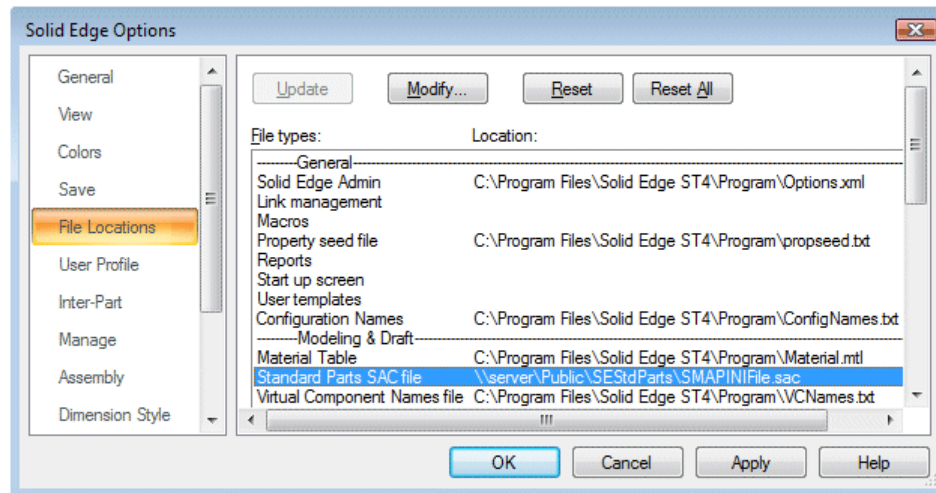 Solid Edge Options
General
View
Colors
Save
File Locations
User Profile
Inter-Part
Manage
Assembly
Dimension Style
Update Modify... Reset Reset All
File types: Location:
---------General---------
Solid Edge Admin C:\Program Files\Solid Edge ST4\Program\Options.xml
Link management
Macros
Property seed file C:\Program Files\Solid Edge ST4\Program\propseed.txt
Reports
Start up screen
User templates
Configuration Names C:\Program Files\Solid Edge ST4\Program\ConfigNames.txt
---------Modeling & Draft---------
Material Table C:\Program Files\Solid Edge ST4\Program\Material.mtl
Standard Parts SAC file \\server\Public\SEStdParts\SMAPINIFile.sac
Virtual Component Names file C:\Program Files\Solid Edge ST4\Program\VCNames.txt
OK Cancel Apply Help